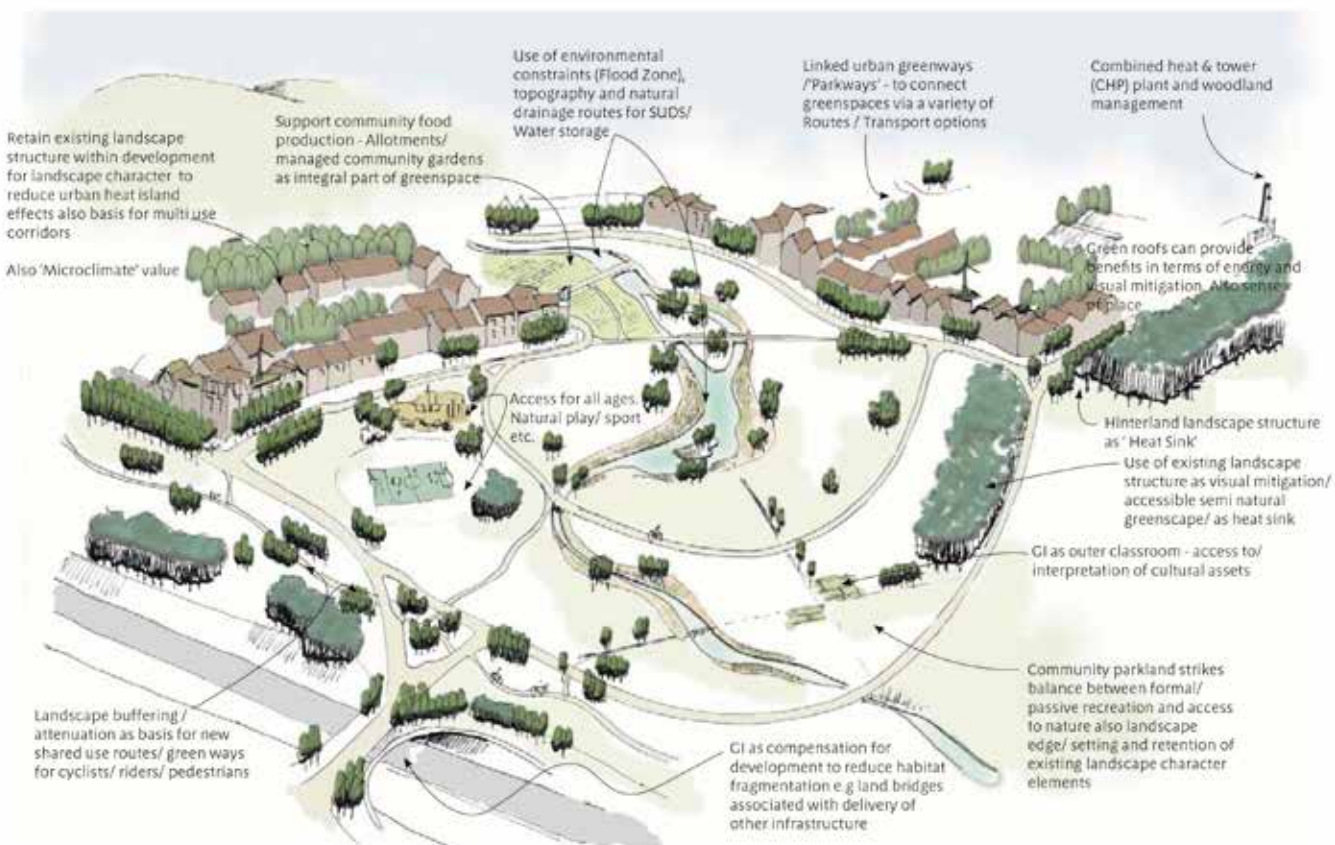 Use of environmental
constraints (Flood Zone),
topography and natural
drainage routes for SUDS/
Water storage
Linked urban greenways
/'Parkways' - to connect
greenspaces via a variety of
Routes / Transport options
Combined heat & tower
(CHP) plant and woodland
management
Retain existing landscape
structure within development
for landscape character to
reduce urban heat island
effects also basis for multi use
corridors
Also 'Microclimate' value
Support community food
production - Allotments/
managed community gardens
as integral part of greenspace
Green roofs can provide
benefits in terms of energy and
visual mitigation. Also sense
of place
Access for all ages.
Natural play/ sport
etc.
Hinterland landscape structure
as ' Heat Sink'
Use of existing landscape
structure as visual mitigation/
accessible semi natural
greenscape/ as heat sink
GI as outer classroom - access to/
interpretation of cultural assets
Community parkland strikes
balance between formal/
passive recreation and access
to nature also landscape
edge/ setting and retention of
existing landscape character
elements
Landscape buffering /
attenuation as basis for new
shared use routes/ green ways
for cyclists/ riders/ pedestrians
GI as compensation for
development to reduce habitat
fragmentation e.g land bridges
associated with delivery of
other infrastructure